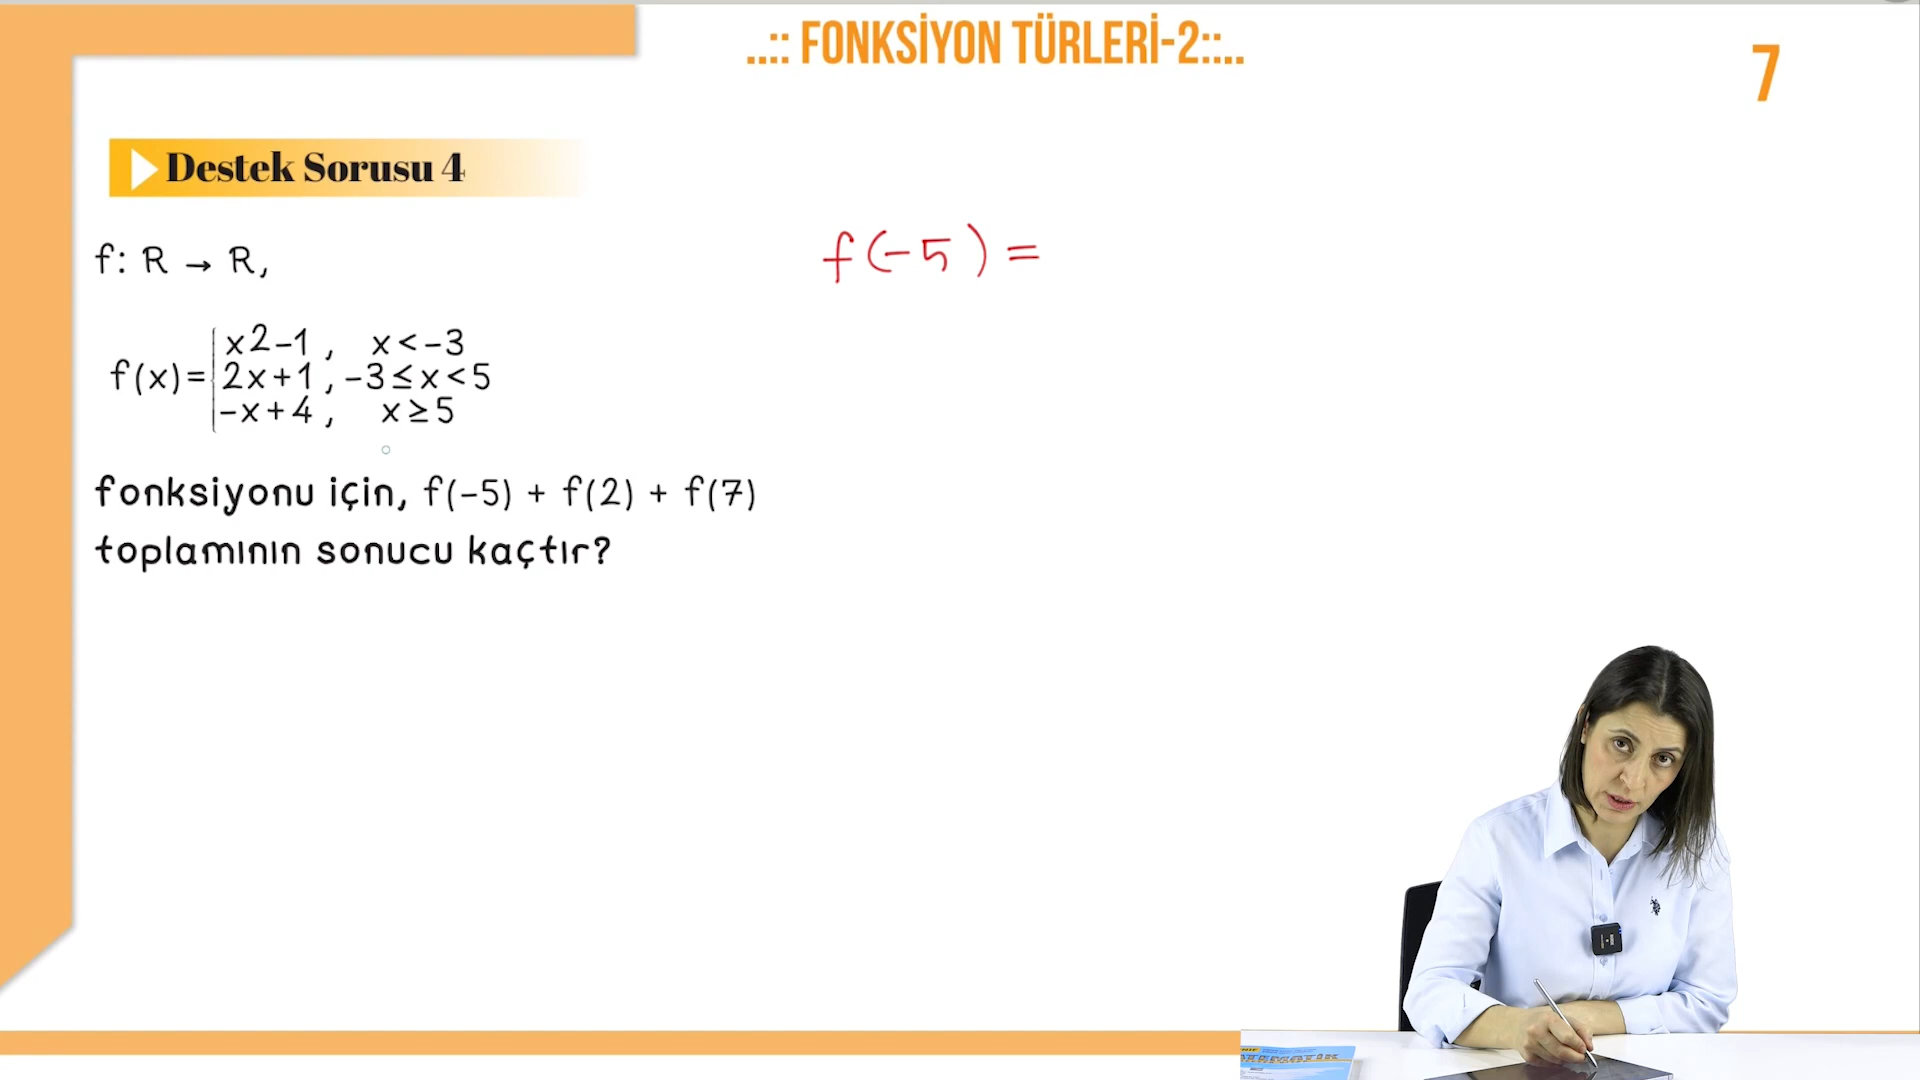 ..:: FONKSİYON TÜRLERİ-2::..
7
Destek Sorusu 4
f: R → R,
f(-5) =
x2-1 , x<-3
f(x)= 2x+1 , -3≤x<5
-x+4 , x≥5
fonksiyonu için, f(-5) + f(2) + f(7)
toplamının sonucu kaçtır?